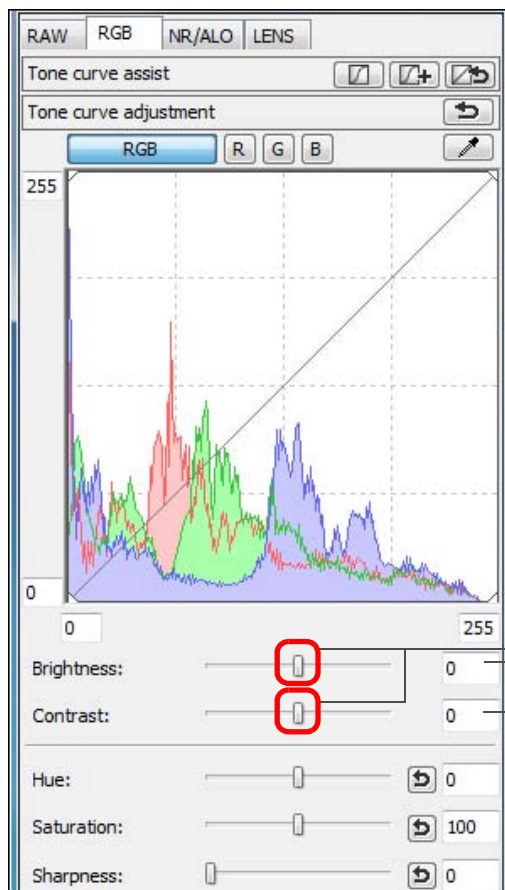 RAW RGB NR/ALO LENS
Tone curve assist
Tone curve adjustment
RGB R G B
255
0
0 255
Brightness: 0
Contrast: 0
Hue: 0
Saturation: 100
Sharpness: 0